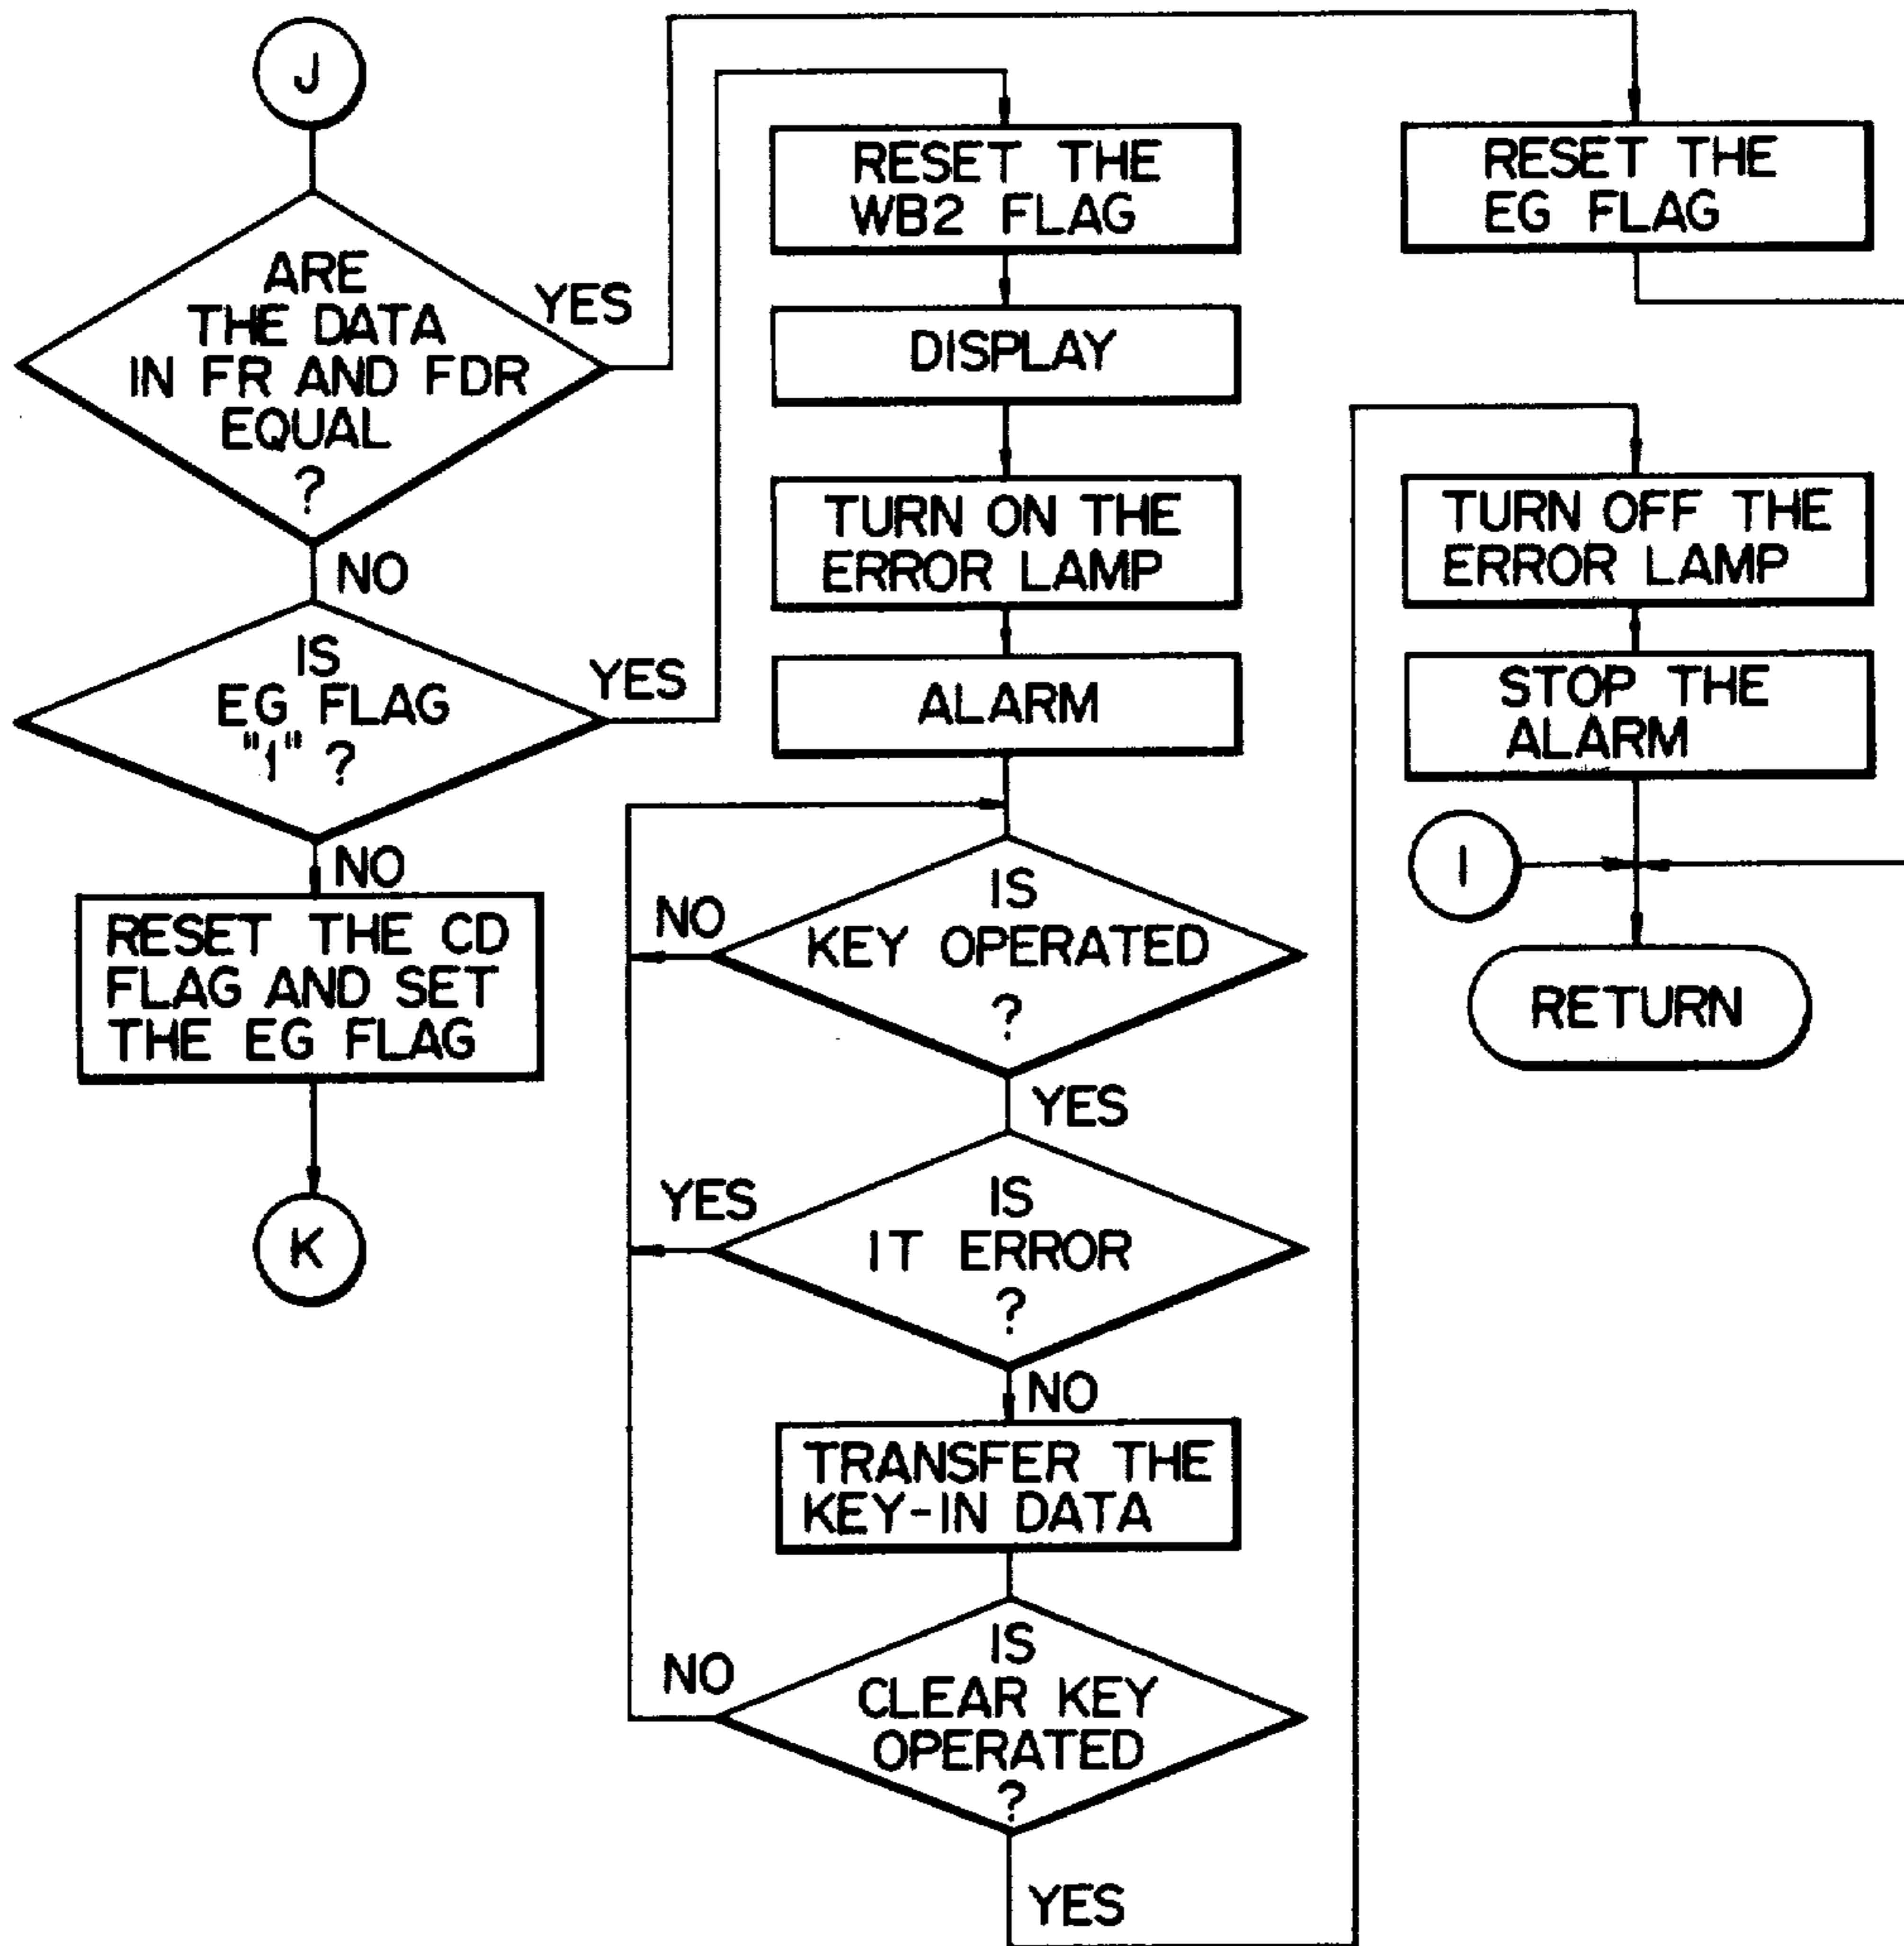 J
ARE
THE DATA
IN FR AND FDR
EQUAL
?
YES
NO
IS
EG FLAG
"1" ?
YES
NO
RESET THE CD
FLAG AND SET
THE EG FLAG
K
RESET THE
WB2 FLAG
DISPLAY
TURN ON THE
ERROR LAMP
ALARM
IS
KEY OPERATED
?
NO
YES
IS
IT ERROR
?
YES
NO
TRANSFER THE
KEY-IN DATA
IS
CLEAR KEY
OPERATED
?
NO
YES
RESET THE
EG FLAG
TURN OFF THE
ERROR LAMP
STOP THE
ALARM
I
RETURN